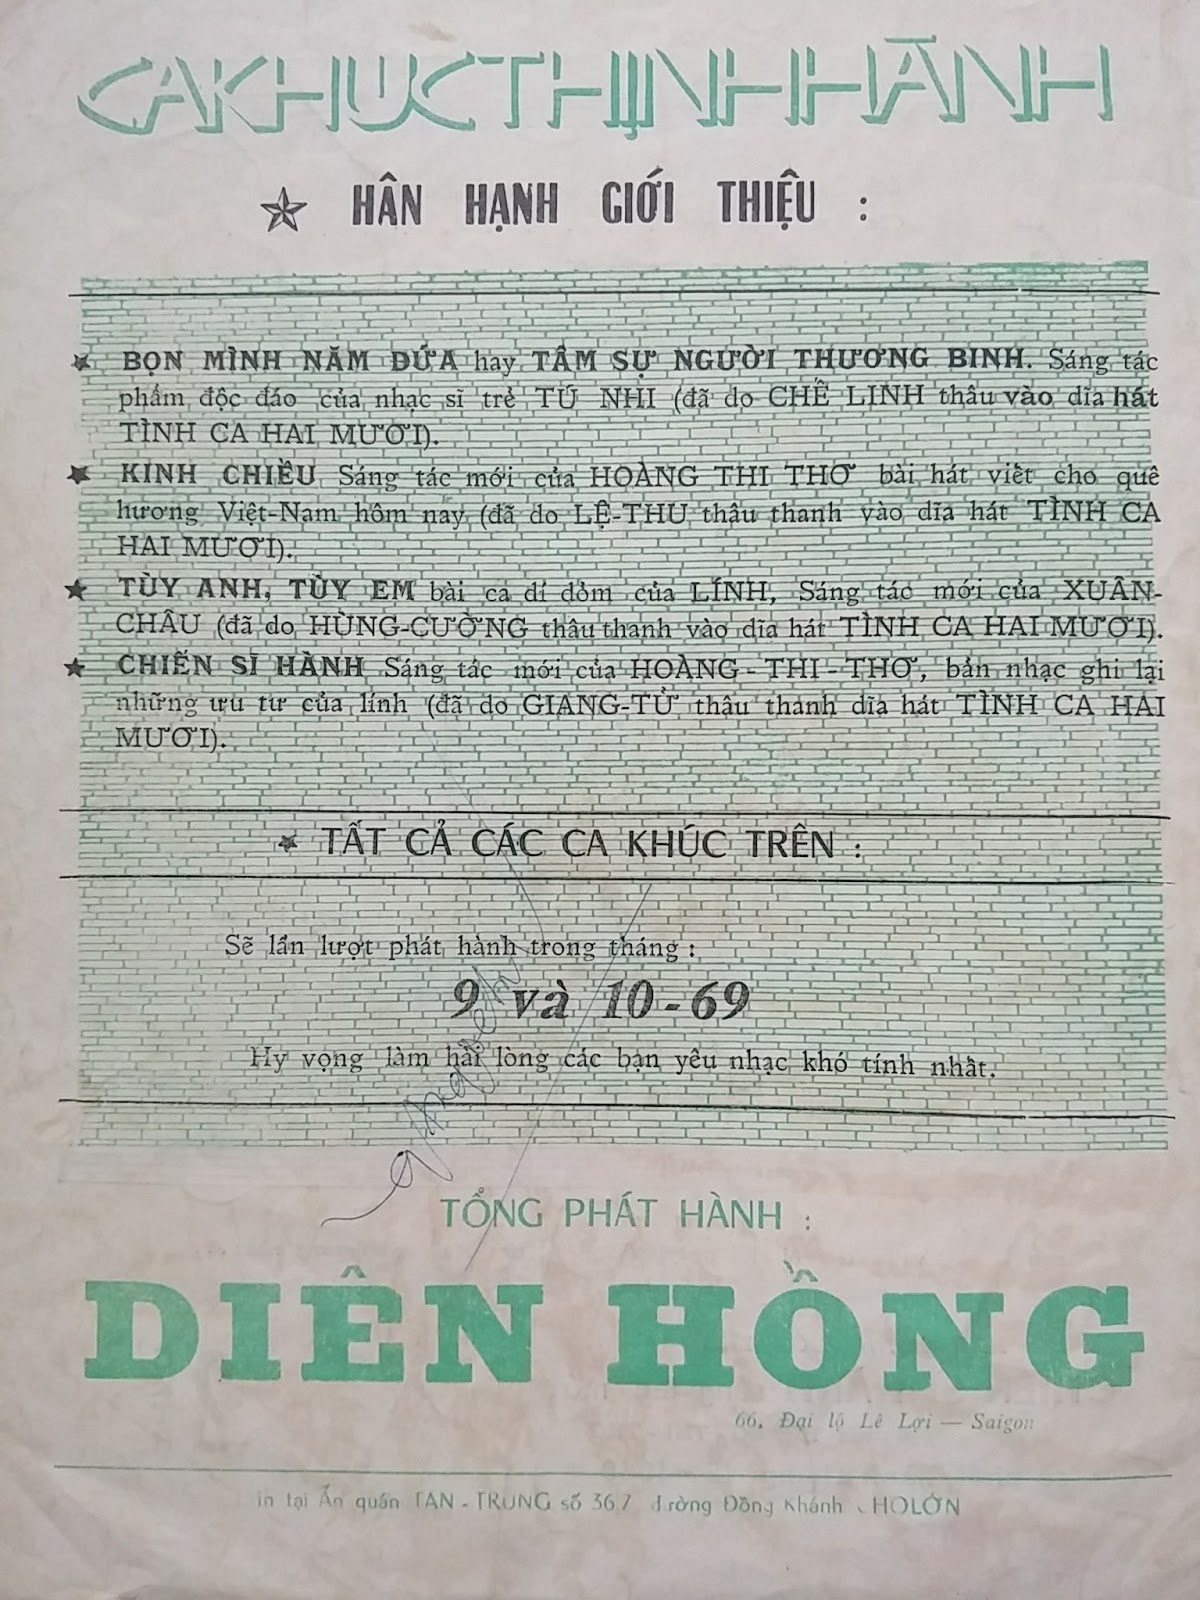 CA KHÚC THỊNH HÀNH
HÂN HẠNH GIỚI THIỆU :
BỌN MÌNH NĂM ĐỨA hay TÂM SỰ NGƯỜI THƯƠNG BINH. Sáng tác
phẩm độc đáo của nhạc sĩ trẻ TÚ NHI (đã do CHẾ LINH thâu vào dĩa hát
TÌNH CA HAI MƯƠI).
KINH CHIỀU Sáng tác mới của HOÀNG THI THƠ bài hát viết cho quê
hương Việt-Nam hôm nay (đã do LỆ-THU thâu thanh vào dĩa hát TÌNH CA
HAI MƯƠI).
TÙY ANH, TÙY EM bài ca dí dỏm của LÍNH, Sáng tác mới của XUÂN-
CHÂU (đã do HÙNG-CƯỜNG thâu thanh vào dĩa hát TÌNH CA HAI MƯƠI).
CHIẾN SĨ HÀNH Sáng tác mới của HOÀNG-THI-THƠ, bản nhạc ghi lại
những ưu tư của lính (đã do GIANG-TỬ thâu thanh dĩa hát TÌNH CA HAI
MƯƠI).
TẤT CẢ CÁC CA KHÚC TRÊN :
Sẽ lần lượt phát hành trong tháng :
9 và 10-69
Hy vọng làm hài lòng các bạn yêu nhạc khó tính nhất.
TỔNG PHÁT HÀNH :
DIÊN HỒNG
66, Đại lộ Lê Lợi — Saigon
in tại Ấn quán TAN-TRUNG số 367 đường Đồng Khánh CHOLỚN